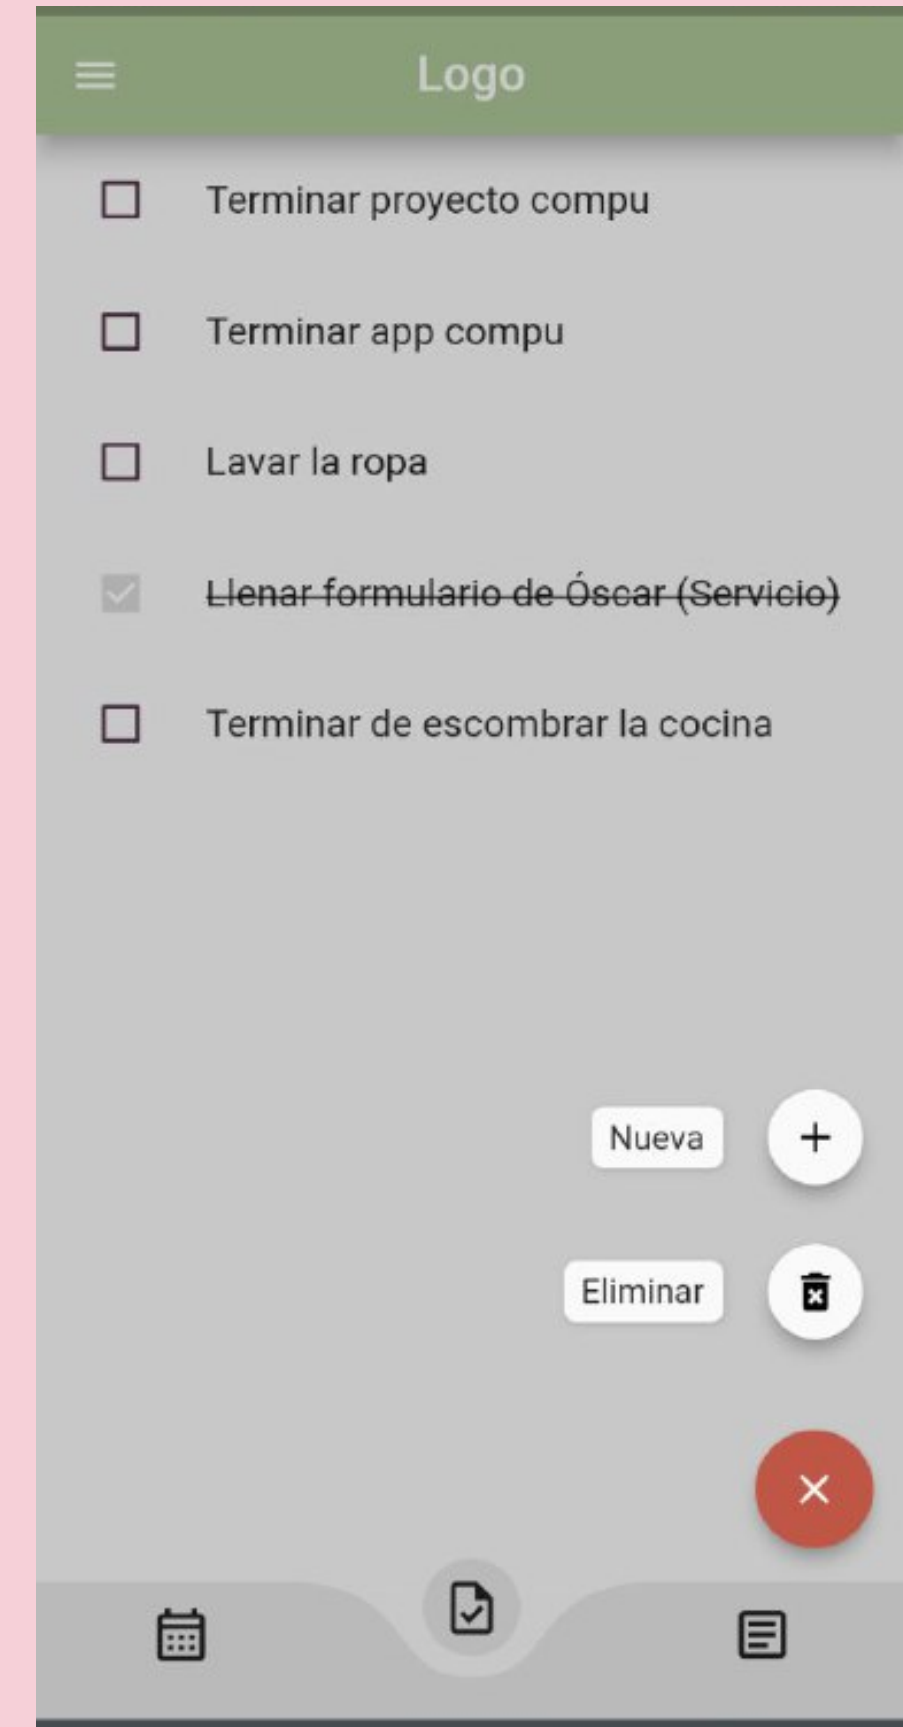 Logo
Terminar proyecto compu
Terminar app compu
Lavar la ropa
Llenar formulario de Óscar (Servicio)
Terminar de escombrar la cocina
Nueva
Eliminar